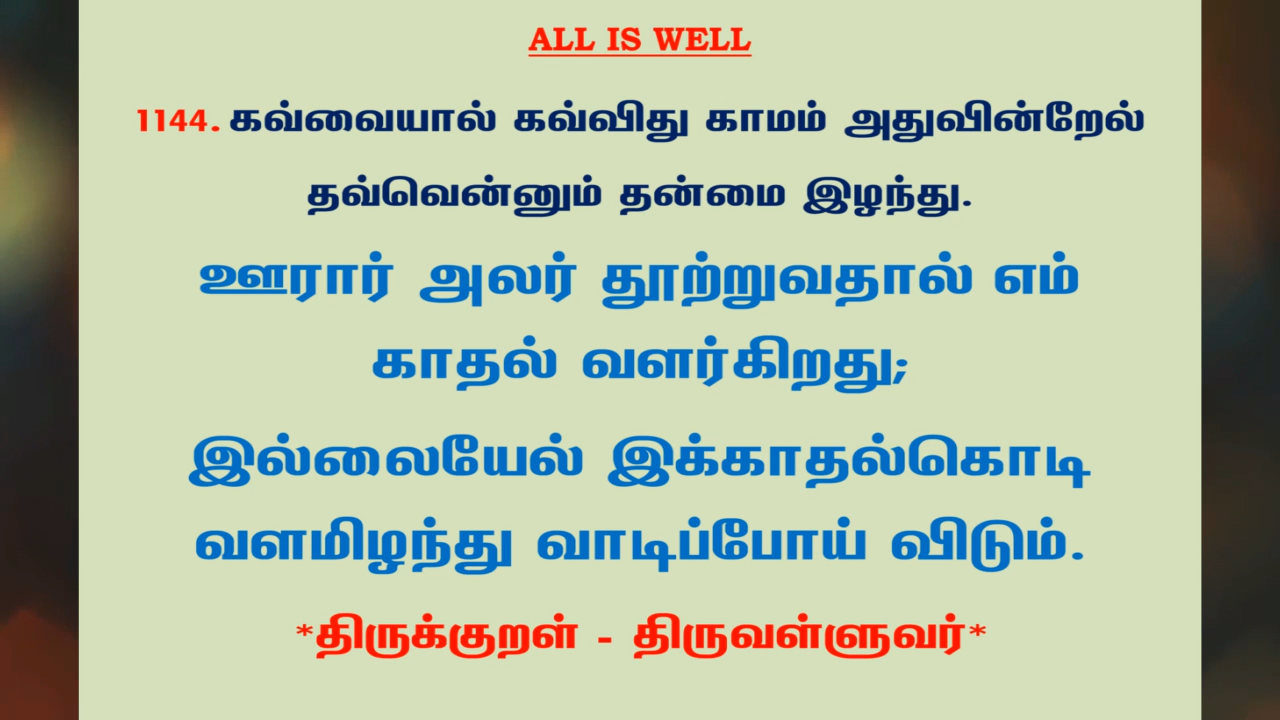 ALL IS WELL
1144. கவ்வையால் கவ்விது காமம் அதுவின்றேல்
தவ்வென்னும் தன்மை இழந்து.
ஊரார் அலர் தூற்றுவதால் எம்
காதல் வளர்கிறது;
இல்லையேல் இக்காதல்கொடி
வளமிழந்து வாடிப்போய் விடும்.
*திருக்குறள் - திருவள்ளுவர்*